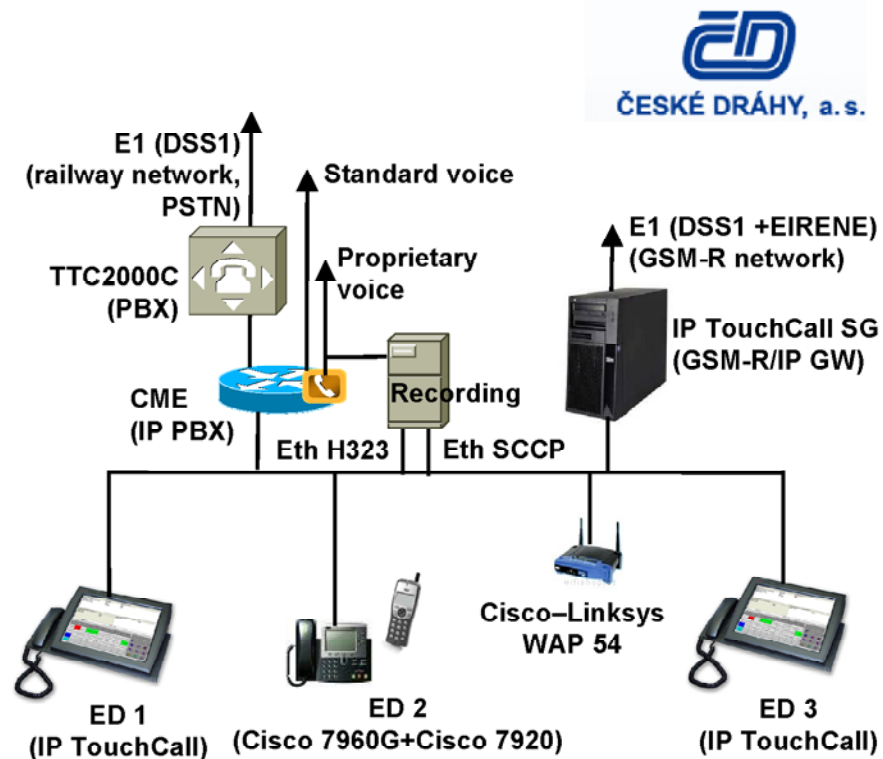 ČD
ČESKÉ DRÁHY, a. s.
E1 (DSS1)
(railway network,
PSTN)
Standard voice
Proprietary
voice
E1 (DSS1 +EIRENE)
(GSM-R network)
TTC2000C
(PBX)
IP TouchCall SG
(GSM-R/IP GW)
CME
(IP PBX)
Recording
Eth H323
Eth SCCP
Cisco–Linksys
WAP 54
ED 1
(IP TouchCall)
ED 2
(Cisco 7960G+Cisco 7920)
ED 3
(IP TouchCall)